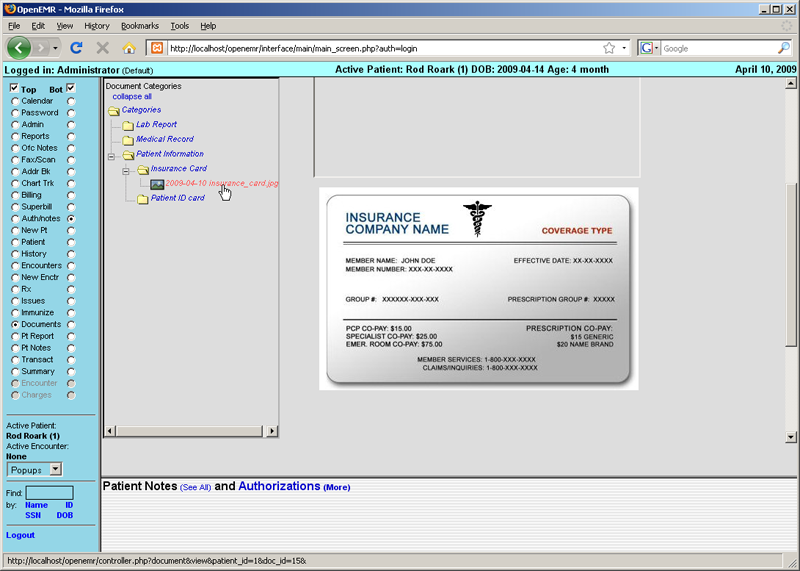 OpenEMR - Mozilla Firefox
File Edit View History Bookmarks Tools Help
http://localhost/openemr/interface/main/main_screen.php?auth=login
Google
Logged in: Administrator (Default)
Active Patient: Rod Roark (1) DOB: 2009-04-14 Age: 4 month
April 10, 2009
Top Bot
Calendar
Password
Admin
Reports
Ofc Notes
Fax/Scan
Addr Bk
Chart Trk
Billing
Superbill
Auth/notes
New Pt
Patient
History
Encounters
New Enctr
Rx
Issues
Immunize
Documents
Pt Report
Pt Notes
Transact
Summary
Encounter
Charges
Active Patient:
Rod Roark (1)
Active Encounter:
None
Popups
Find:
by: Name ID
SSN DOB
Logout
Document Categories
collapse all
Categories
Lab Report
Medical Record
Patient Information
Insurance Card
2009-04-10 insurance_card.jpg
Patient ID card
INSURANCE
COMPANY NAME
COVERAGE TYPE
MEMBER NAME: JOHN DOE
EFFECTIVE DATE: XX-XX-XXXX
MEMBER NUMBER: XXX-XX-XXXX
GROUP #: XXXXXX-XXX-XXX
PRESCRIPTION GROUP #: XXXXX
PCP CO-PAY: $15.00
SPECIALIST CO-PAY: $25.00
EMER. ROOM CO-PAY: $75.00
PRESCRIPTION CO-PAY:
$15 GENERIC
$20 NAME BRAND
MEMBER SERVICES: 1-800-XXX-XXXX
CLAIMS/INQUIRIES: 1-800-XXX-XXXX
Patient Notes (See All) and Authorizations (More)
http://localhost/openemr/controller.php?document&view&patient_id=1&doc_id=15&